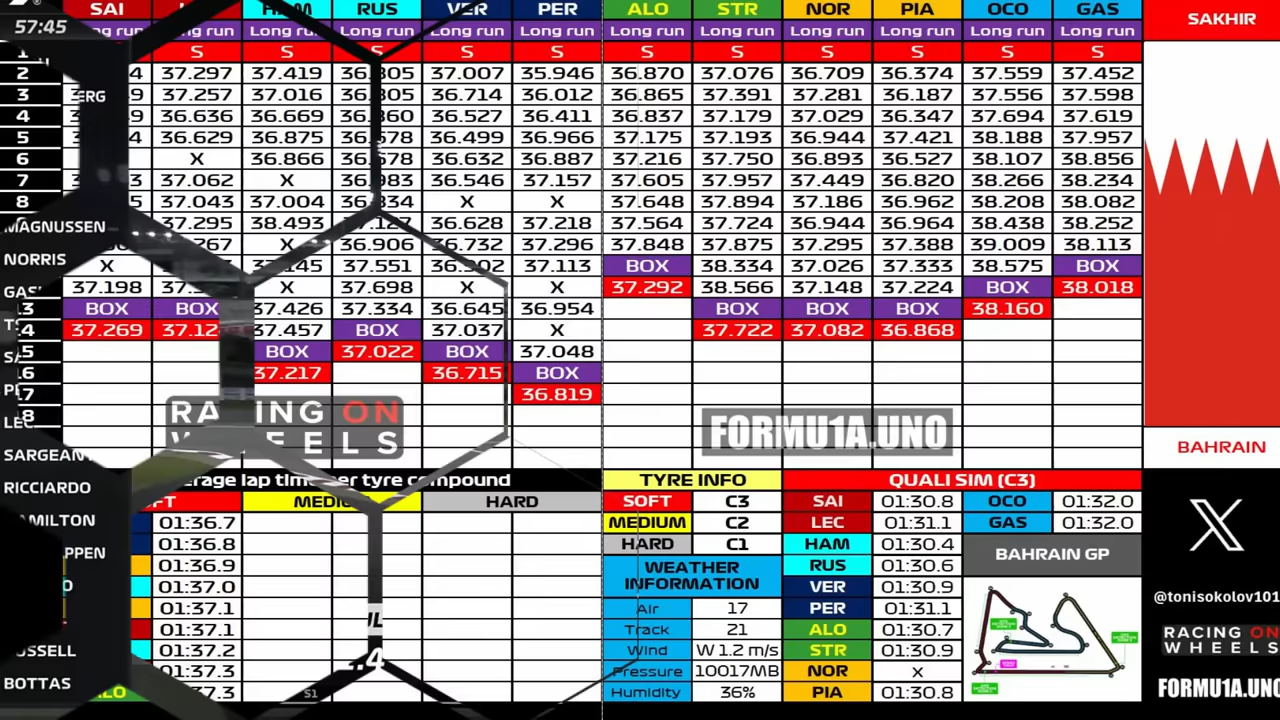 SAI HAM RUS VER PER ALO STR NOR PIA OCO GAS SAKHIR
57:45
Long run Long run Long run Long run Long run Long run Long run Long run Long run Long run Long run
S S S S S S S S S S S
2 37.297 37.419 37.007 35.946 36.870 37.076 36.709 36.374 37.559 37.452
3 ERG 37.257 37.016 36.714 36.012 36.865 37.391 37.281 36.187 37.556 37.598
4 36.636 36.669 36.527 36.411 36.837 37.179 37.029 36.347 37.694 37.619
5 36.629 36.875 36.499 36.966 37.175 37.193 36.944 37.421 38.188 37.957
6 X 36.866 36.632 36.887 37.216 37.750 36.893 36.527 38.107 38.856
7 37.062 X 36.983 36.546 37.157 37.605 37.957 37.449 36.820 38.266 38.234
8 37.043 37.004 X X 37.648 37.894 37.186 36.962 38.208 38.082
MAGNUSSEN 37.295 38.493 36.628 37.218 37.564 37.724 36.944 36.964 38.438 38.252
X 36.906 36.732 37.296 37.848 37.875 37.295 37.388 39.009 38.113
NORRIS X 37.551 36.902 37.113 BOX 38.334 37.026 37.333 38.575 BOX
37.198 X 37.698 X X 37.292 38.566 37.148 37.224 BOX 38.018
BOX BOX 37.426 37.334 36.645 36.954 BOX BOX BOX 38.160
37.269 37.12 37.457 BOX 37.037 X 37.722 37.082 36.868
BOX 37.022 BOX 37.048
37.217 36.715 BOX
36.819
RACING ON
WHEELS
FORMU1A.UNO
BAHRAIN
SARGEANT
RICCIARDO
BOTTAS
MEDIUM HARD
01:36.7
01:36.8
01:36.9
01:37.0
01:37.1
01:37.1
01:37.2
01:37.3
ALO
S1
TYRE INFO
SOFT C3
MEDIUM C2
HARD C1
WEATHER
INFORMATION
Air 17
Track 21
Wind W 1.2 m/s
Pressure 10017MB
Humidity 36%
QUALI SIM (C3)
SAI 01:30.8 OCO 01:32.0
LEC 01:31.1 GAS 01:32.0
HAM 01:30.4
RUS 01:30.6
VER 01:30.9
PER 01:31.1
ALO 01:30.7
STR 01:30.9
NOR X
PIA 01:30.8
BAHRAIN GP
@tonisokolov101
RACING ON
WHEELS
FORMU1A.UNO